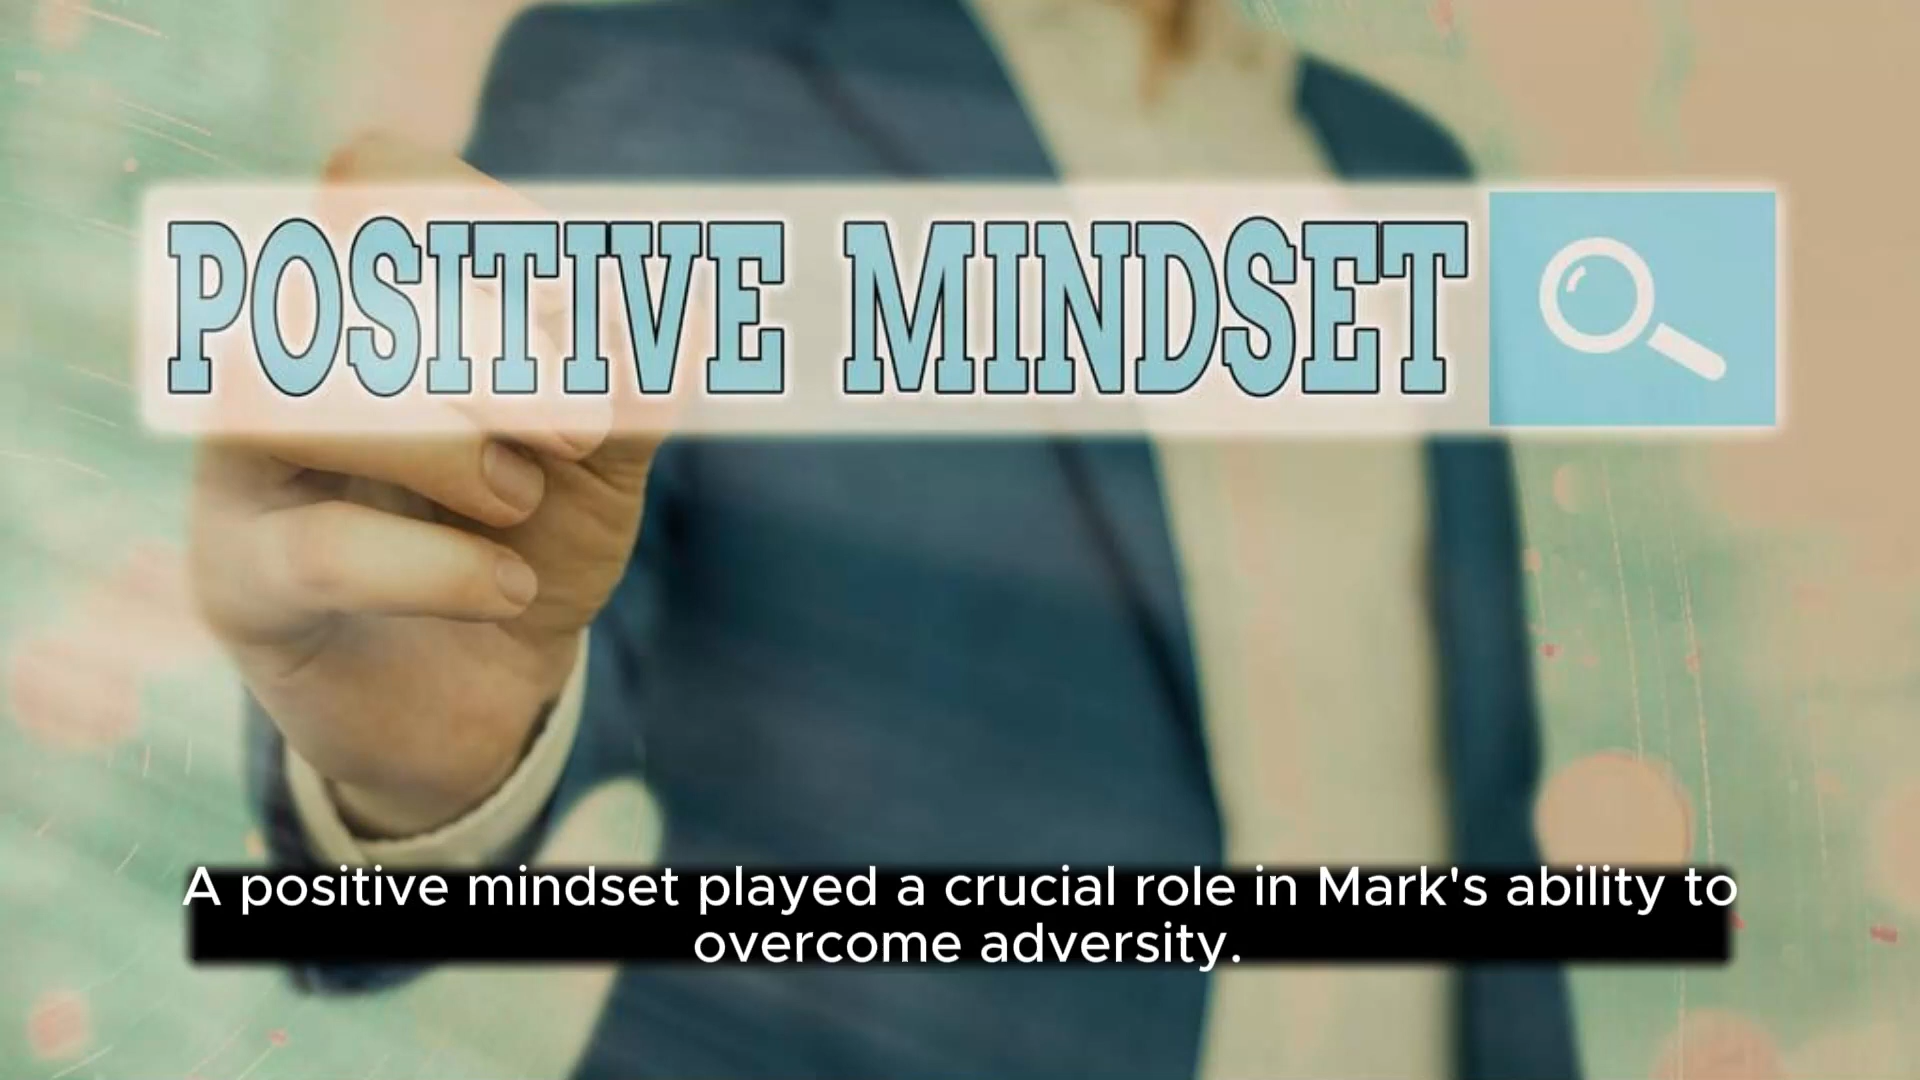 POSITIVE MINDSET
A positive mindset played a crucial role in Mark's ability to
overcome adversity.